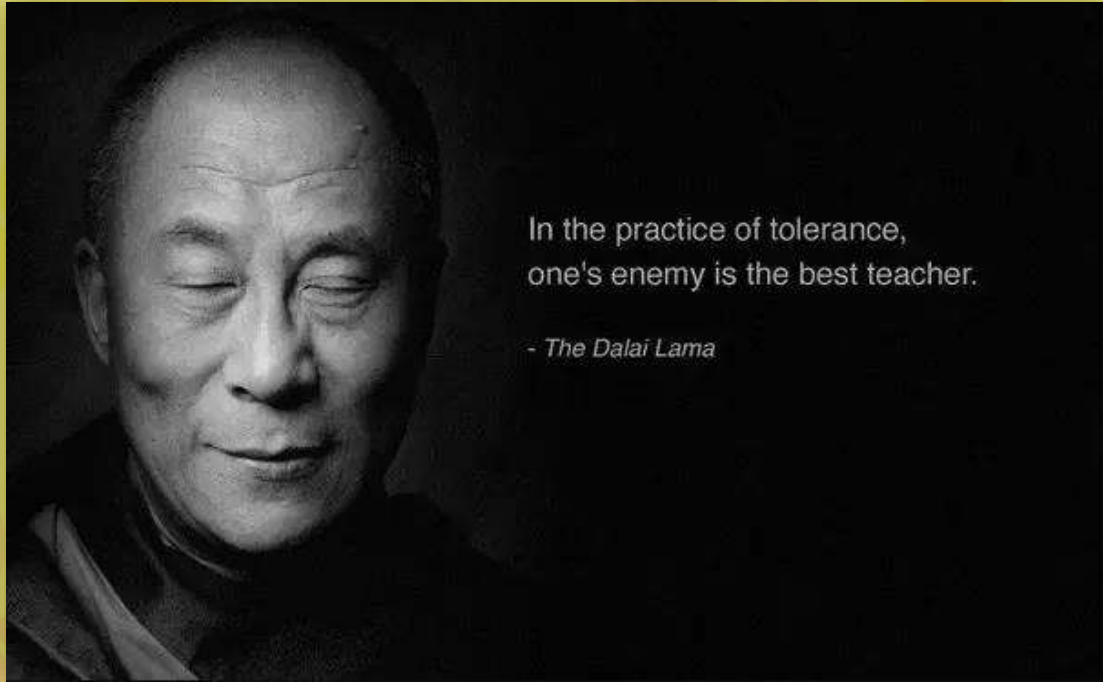 In the practice of tolerance,
one's enemy is the best teacher.
- The Dalai Lama